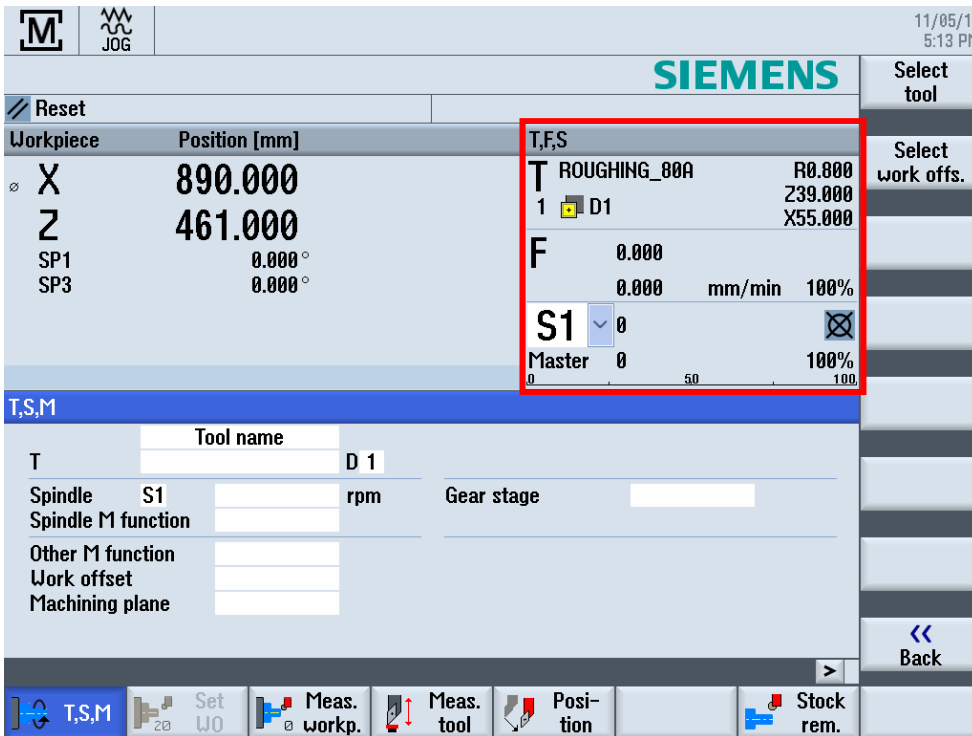 M
JOG
11/05/1
5:13 PM
SIEMENS
Reset
Workpiece Position [mm]
ø X 890.000
Z 461.000
SP1 0.000°
SP3 0.000°
T,F,S
T ROUGHING_80A R0.800
Z39.000
1 D1 X55.000
F 0.000
0.000 mm/min 100%
S1 0
Master 0 100%
0 50 100
T,S,M
Tool name
T D 1
Spindle S1 rpm Gear stage
Spindle M function
Other M function
Work offset
Machining plane
Select
tool
Select
work offs.
<<
Back
>
T,S,M
20 Set
WO
Meas.
ø workp.
Meas.
tool
Posi-
tion
Stock
rem.